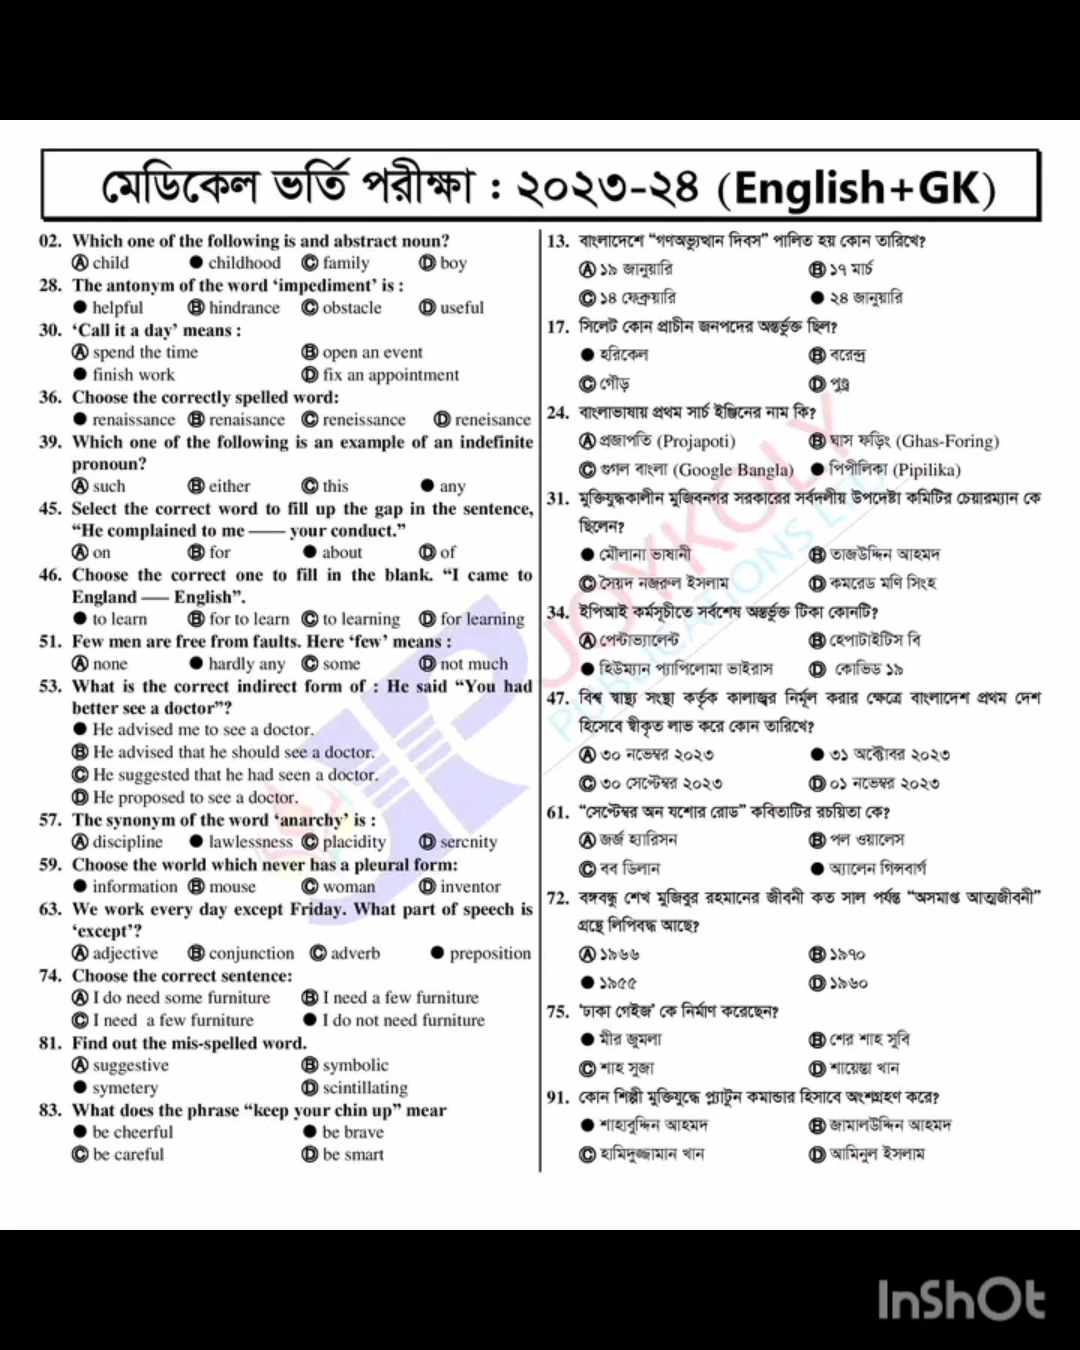 মেডিকেল ভর্তি পরীক্ষা : ২০২৩-২৪ (English+GK)
02. Which one of the following is and abstract noun?
Ⓐ child ● childhood Ⓒ family Ⓓ boy
28. The antonym of the word ‘impediment’ is :
● helpful Ⓑ hindrance Ⓒ obstacle Ⓓ useful
30. ‘Call it a day’ means :
Ⓐ spend the time Ⓑ open an event
● finish work Ⓓ fix an appointment
36. Choose the correctly spelled word:
● renaissance Ⓑ renaisance Ⓒ reneissance Ⓓ reneisance
39. Which one of the following is an example of an indefinite
pronoun?
Ⓐ such Ⓑ either Ⓒ this ● any
45. Select the correct word to fill up the gap in the sentence,
“He complained to me —— your conduct.”
Ⓐ on Ⓑ for ● about Ⓓ of
46. Choose the correct one to fill in the blank. “I came to
England —— English”.
● to learn Ⓑ for to learn Ⓒ to learning Ⓓ for learning
51. Few men are free from faults. Here ‘few’ means :
Ⓐ none ● hardly any Ⓒ some Ⓓ not much
53. What is the correct indirect form of : He said “You had
better see a doctor”?
● He advised me to see a doctor.
Ⓑ He advised that he should see a doctor.
Ⓒ He suggested that he had seen a doctor.
Ⓓ He proposed to see a doctor.
57. The synonym of the word ‘anarchy’ is :
Ⓐ discipline ● lawlessness Ⓒ placidity Ⓓ sercnity
59. Choose the world which never has a pleural form:
● information Ⓑ mouse Ⓒ woman Ⓓ inventor
63. We work every day except Friday. What part of speech is
‘except’?
Ⓐ adjective Ⓑ conjunction Ⓒ adverb ● preposition
74. Choose the correct sentence:
Ⓐ I do need some furniture Ⓑ I need a few furniture
Ⓒ I need a few furniture ● I do not need furniture
81. Find out the mis-spelled word.
Ⓐ suggestive Ⓑ symbolic
● symetery Ⓓ scintillating
83. What does the phrase “keep your chin up” mear
● be cheerful ● be brave
Ⓒ be careful Ⓓ be smart
13. বাংলাদেশে “গণঅভ্যুত্থান দিবস” পালিত হয় কোন তারিখে?
Ⓐ ১৯ জানুয়ারি Ⓑ ১৭ মার্চ
Ⓒ ১৪ ফেব্রুয়ারি ● ২৪ জানুয়ারি
17. সিলেট কোন প্রাচীন জনপদের অন্তর্ভুক্ত ছিল?
● হরিকেল Ⓑ বরেন্দ্র
Ⓒ গৌড় Ⓓ পুণ্ড্র
24. বাংলাভাষায় প্রথম সার্চ ইঞ্জিনের নাম কি?
Ⓐ প্রজাপতি (Projapoti) Ⓑ ঘাস ফড়িং (Ghas-Foring)
Ⓒ গুগল বাংলা (Google Bangla) ● পিপীলিকা (Pipilika)
31. মুক্তিযুদ্ধকালীন মুজিবনগর সরকারের সর্বদলীয় উপদেষ্টা কমিটির চেয়ারম্যান কে
ছিলেন?
● মৌলানা ভাষানী Ⓑ তাজউদ্দিন আহমদ
Ⓒ সৈয়দ নজরুল ইসলাম Ⓓ কমরেড মণি সিংহ
34. ইপিআই কর্মসূচীতে সর্বশেষ অন্তর্ভুক্ত টিকা কোনটি?
Ⓐ পেন্টাভ্যালেন্ট Ⓑ হেপাটাইটিস বি
● হিউম্যান প্যাপিলোমা ভাইরাস Ⓓ কোভিড ১৯
47. বিশ্ব স্বাস্থ্য সংস্থা কর্তৃক কালাজ্বর নির্মূল করার ক্ষেত্রে বাংলাদেশ প্রথম দেশ
হিসেবে স্বীকৃত লাভ করে কোন তারিখে?
Ⓐ ৩০ নভেম্বর ২০২৩ ● ৩১ অক্টোবর ২০২৩
Ⓒ ৩০ সেপ্টেম্বর ২০২৩ Ⓓ ০১ নভেম্বর ২০২৩
61. “সেপ্টেম্বর অন যশোর রোড” কবিতাটির রচয়িতা কে?
Ⓐ জর্জ হ্যারিসন Ⓑ পল ওয়ালেস
Ⓒ বব ডিলান ● অ্যালেন গিন্সবার্গ
72. বঙ্গবন্ধু শেখ মুজিবুর রহমানের জীবনী কত সাল পর্যন্ত “অসমাপ্ত আত্মজীবনী”
গ্রন্থে লিপিবদ্ধ আছে?
Ⓐ ১৯৬৬ Ⓑ ১৯৭০
● ১৯৫৫ Ⓓ ১৯৬০
75. ‘ঢাকা গেইজ’ কে নির্মাণ করেছেন?
● মীর জুমলা Ⓑ শের শাহ সুবি
Ⓒ শাহ সুজা Ⓓ শায়েস্তা খান
91. কোন শিল্পী মুক্তিযুদ্ধে প্ল্যাটুন কমান্ডার হিসাবে অংশগ্রহণ করে?
● শাহাবুদ্দিন আহমদ Ⓑ জামালউদ্দিন আহমদ
Ⓒ হামিদুজ্জামান খান Ⓓ আমিনুল ইসলাম
JOYKOLY
PUBLICATIONS LTD
InShOt